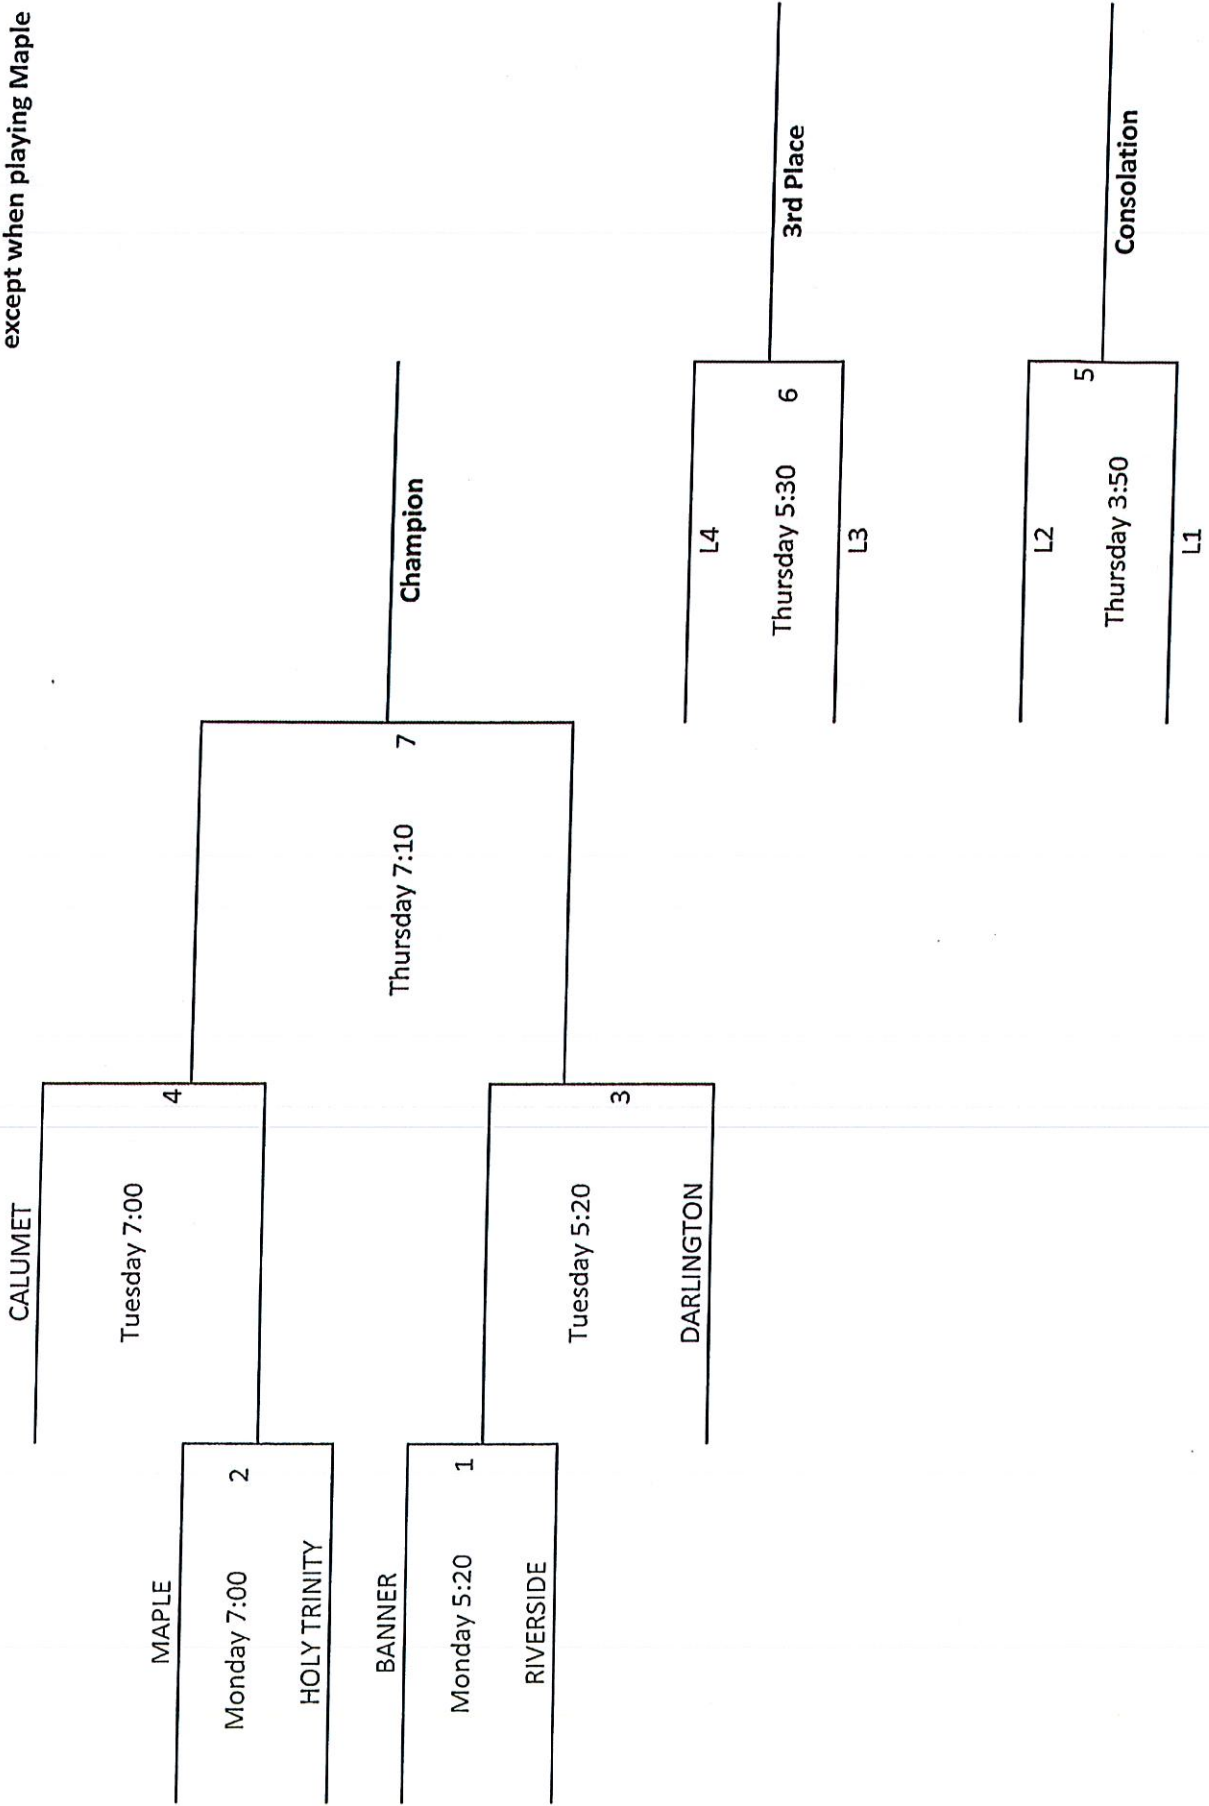 except when playing Maple
CALUMET
Tuesday 7:00
4
MAPLE
Monday 7:00
2
HOLY TRINITY
Thursday 7:10
7
Champion
BANNER
Monday 5:20
1
RIVERSIDE
Tuesday 5:20
3
DARLINGTON
L4
Thursday 5:30
6
3rd Place
L3
L2
Thursday 3:50
5
Consolation
L1